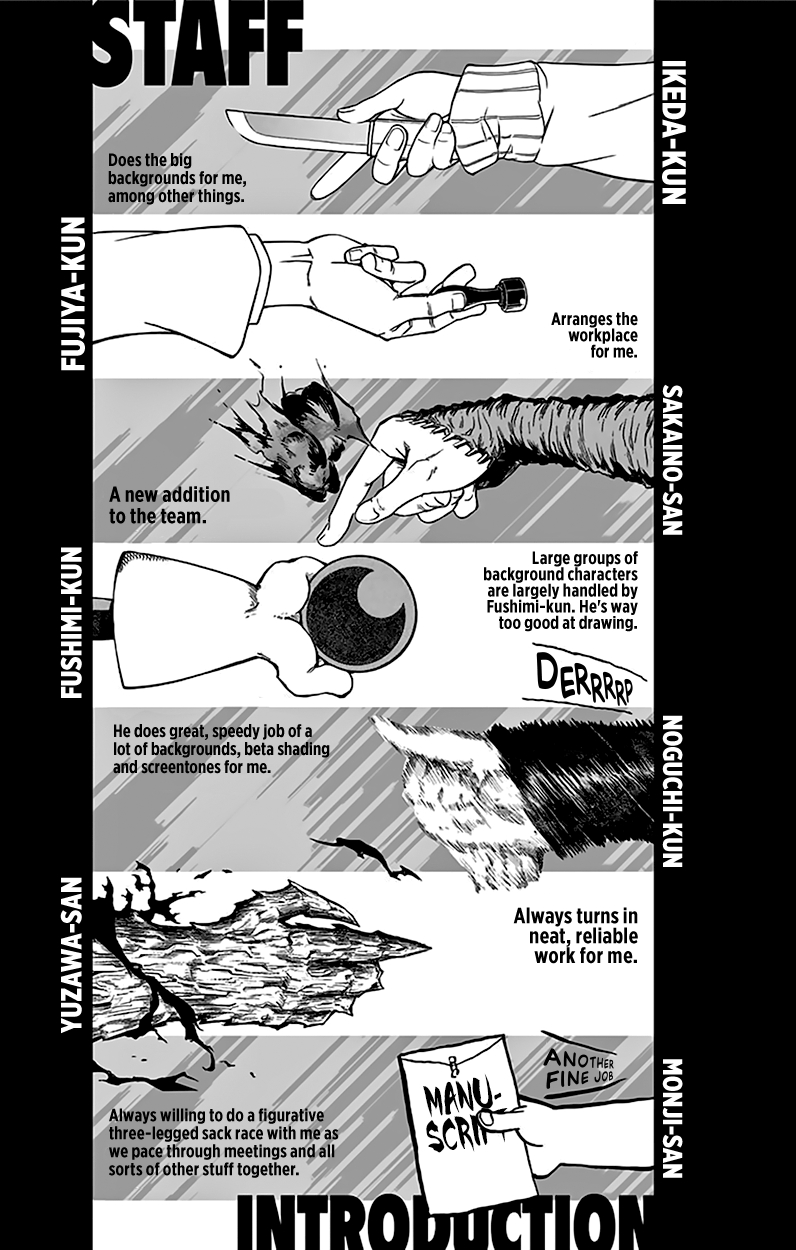 STAFF
IKEDA-KUN
Does the big
backgrounds for me,
among other things.
FUJIYA-KUN
Arranges the
workplace
for me.
SAKAINO-SAN
A new addition
to the team.
FUSHIMI-KUN
Large groups of
background characters
are largely handled by
Fushimi-kun. He's way
too good at drawing.
DERRRRP
NOGUCHI-KUN
He does great, speedy job of a
lot of backgrounds, beta shading
and screentones for me.
YUZAWA-SAN
Always turns in
neat, reliable
work for me.
MONJI-SAN
ANOTHER
FINE JOB
MANU-
SCRIP
Always willing to do a figurative
three-legged sack race with me as
we pace through meetings and all
sorts of other stuff together.
INTRODUCTION